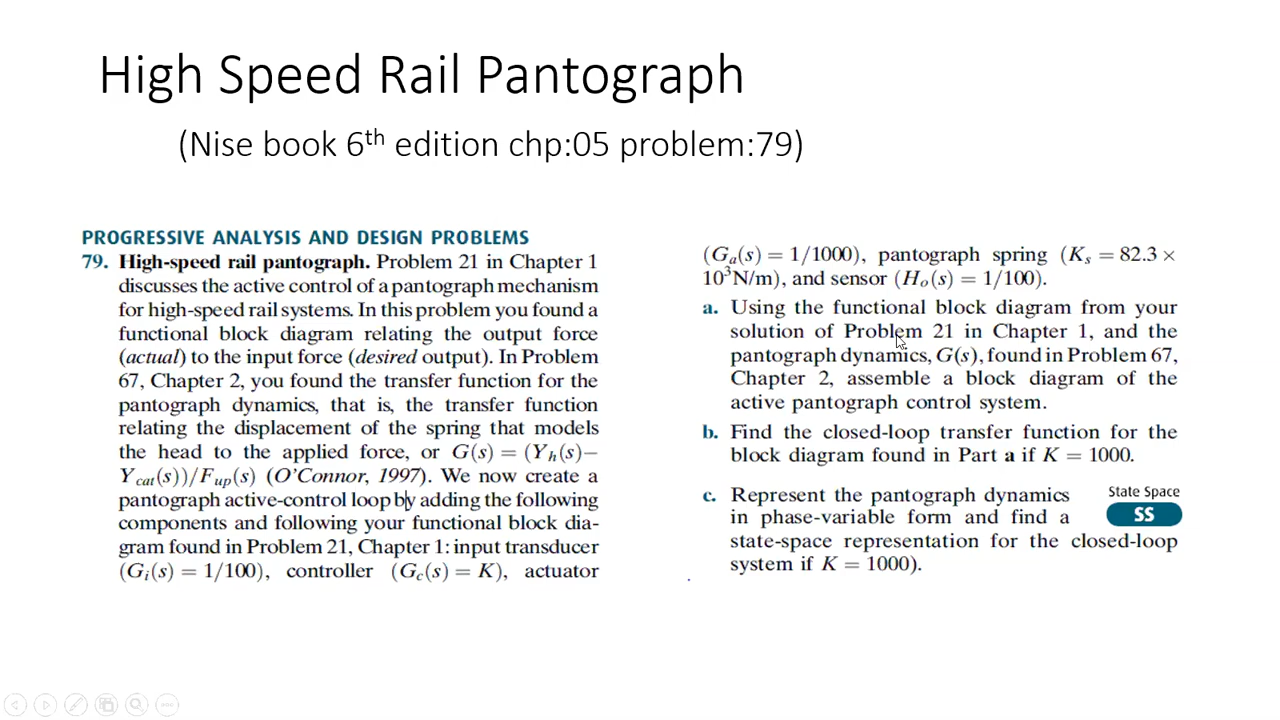 High Speed Rail Pantograph
(Nise book 6th edition chp:05 problem:79)
PROGRESSIVE ANALYSIS AND DESIGN PROBLEMS
79. High-speed rail pantograph. Problem 21 in Chapter 1
discusses the active control of a pantograph mechanism
for high-speed rail systems. In this problem you found a
functional block diagram relating the output force
(actual) to the input force (desired output). In Problem
67, Chapter 2, you found the transfer function for the
pantograph dynamics, that is, the transfer function
relating the displacement of the spring that models
the head to the applied force, or G(s) = (Yh(s)−
Ycat(s))/Fup(s) (O'Connor, 1997). We now create a
pantograph active-control loop by adding the following
components and following your functional block dia-
gram found in Problem 21, Chapter 1: input transducer
(Gi(s) = 1/100), controller (Gc(s) = K), actuator
(Ga(s) = 1/1000), pantograph spring (Ks = 82.3 ×
10³N/m), and sensor (Ho(s) = 1/100).
a. Using the functional block diagram from your
solution of Problem 21 in Chapter 1, and the
pantograph dynamics, G(s), found in Problem 67,
Chapter 2, assemble a block diagram of the
active pantograph control system.
b. Find the closed-loop transfer function for the
block diagram found in Part a if K = 1000.
c. Represent the pantograph dynamics
in phase-variable form and find a
state-space representation for the closed-loop
system if K = 1000).
State Space
SS